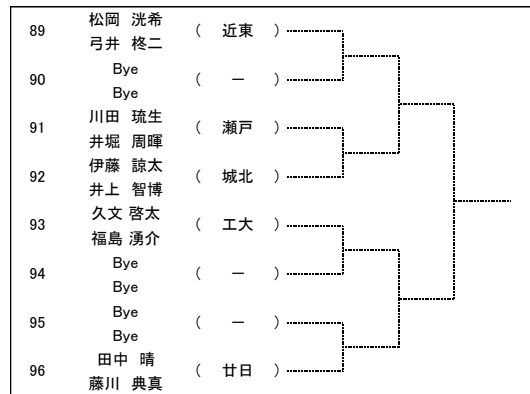 89 松岡 洸希 ( 近東 )
弓井 柊二
90 Bye ( ー )
Bye
91 川田 琉生 ( 瀬戸 )
井堀 周暉
92 伊藤 諒太 ( 城北 )
井上 智博
93 久文 啓太 ( 工大 )
福島 湧介
94 Bye ( ー )
Bye
95 Bye ( ー )
Bye
96 田中 晴 ( 廿日 )
藤川 典真